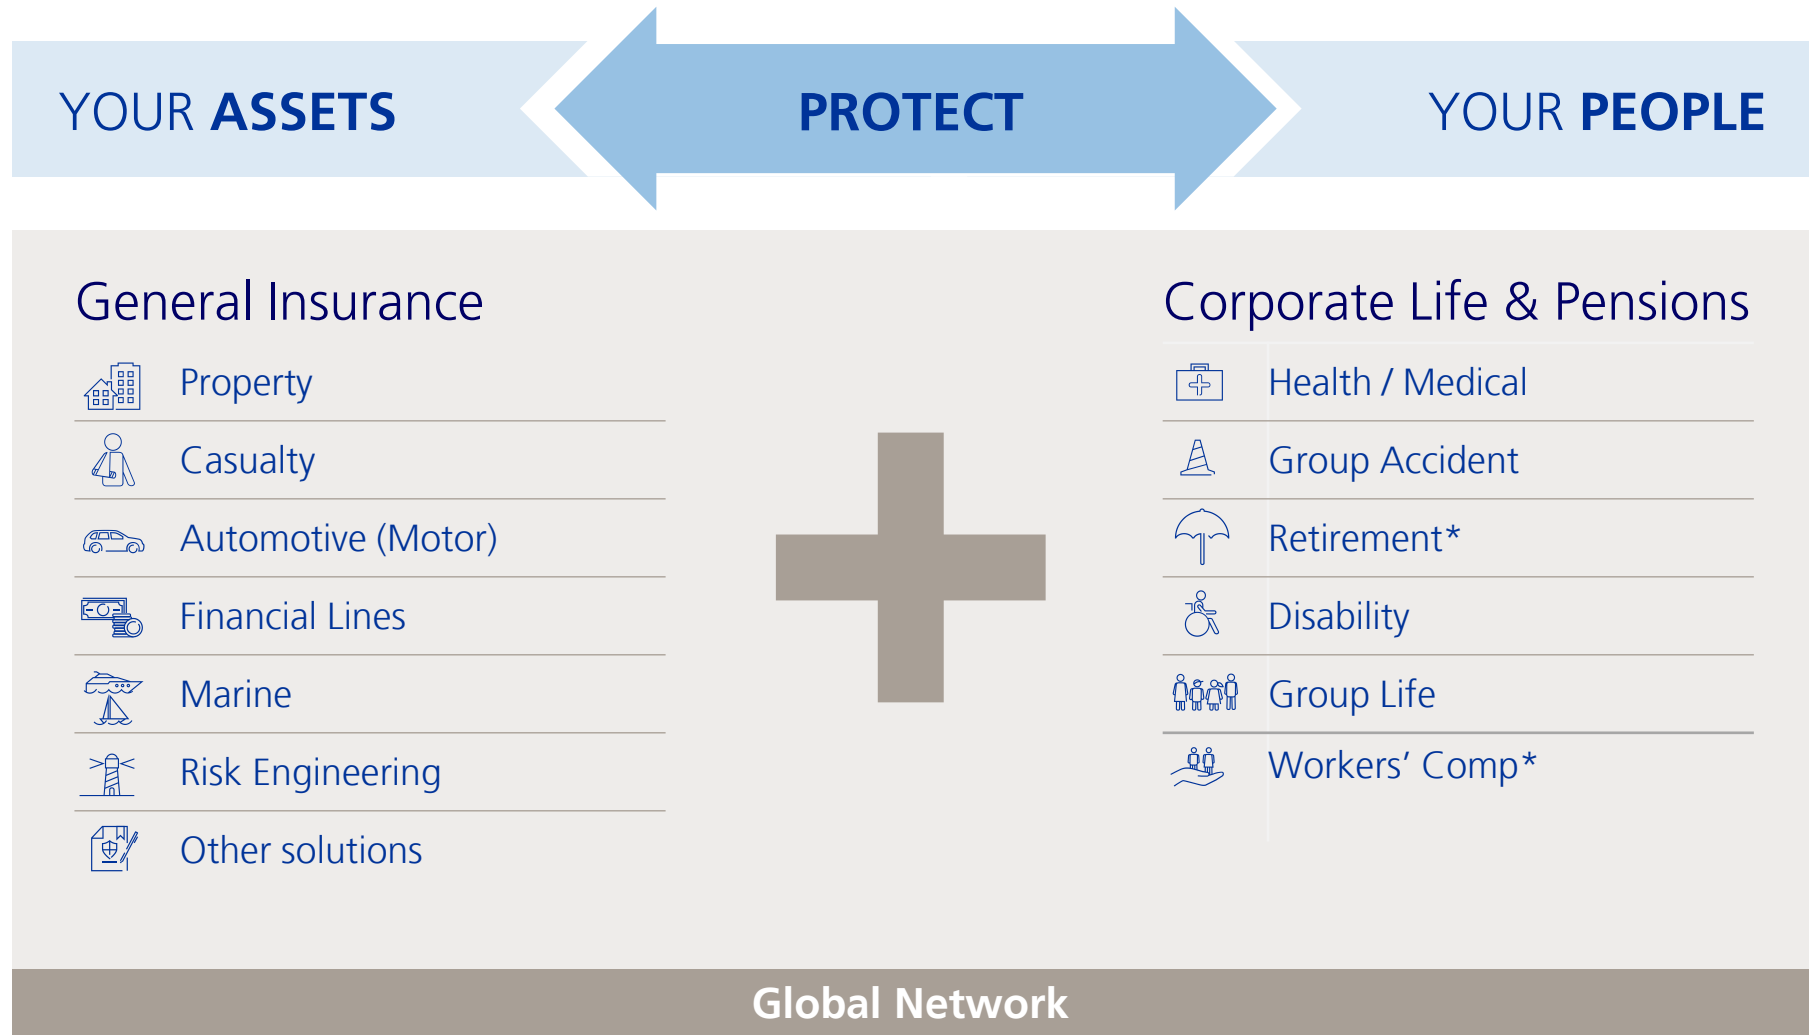 YOUR ASSETS
PROTECT
YOUR PEOPLE
General Insurance
Property
Casualty
Automotive (Motor)
Financial Lines
Marine
Risk Engineering
Other solutions
Corporate Life & Pensions
Health / Medical
Group Accident
Retirement*
Disability
Group Life
Workers’ Comp*
Global Network